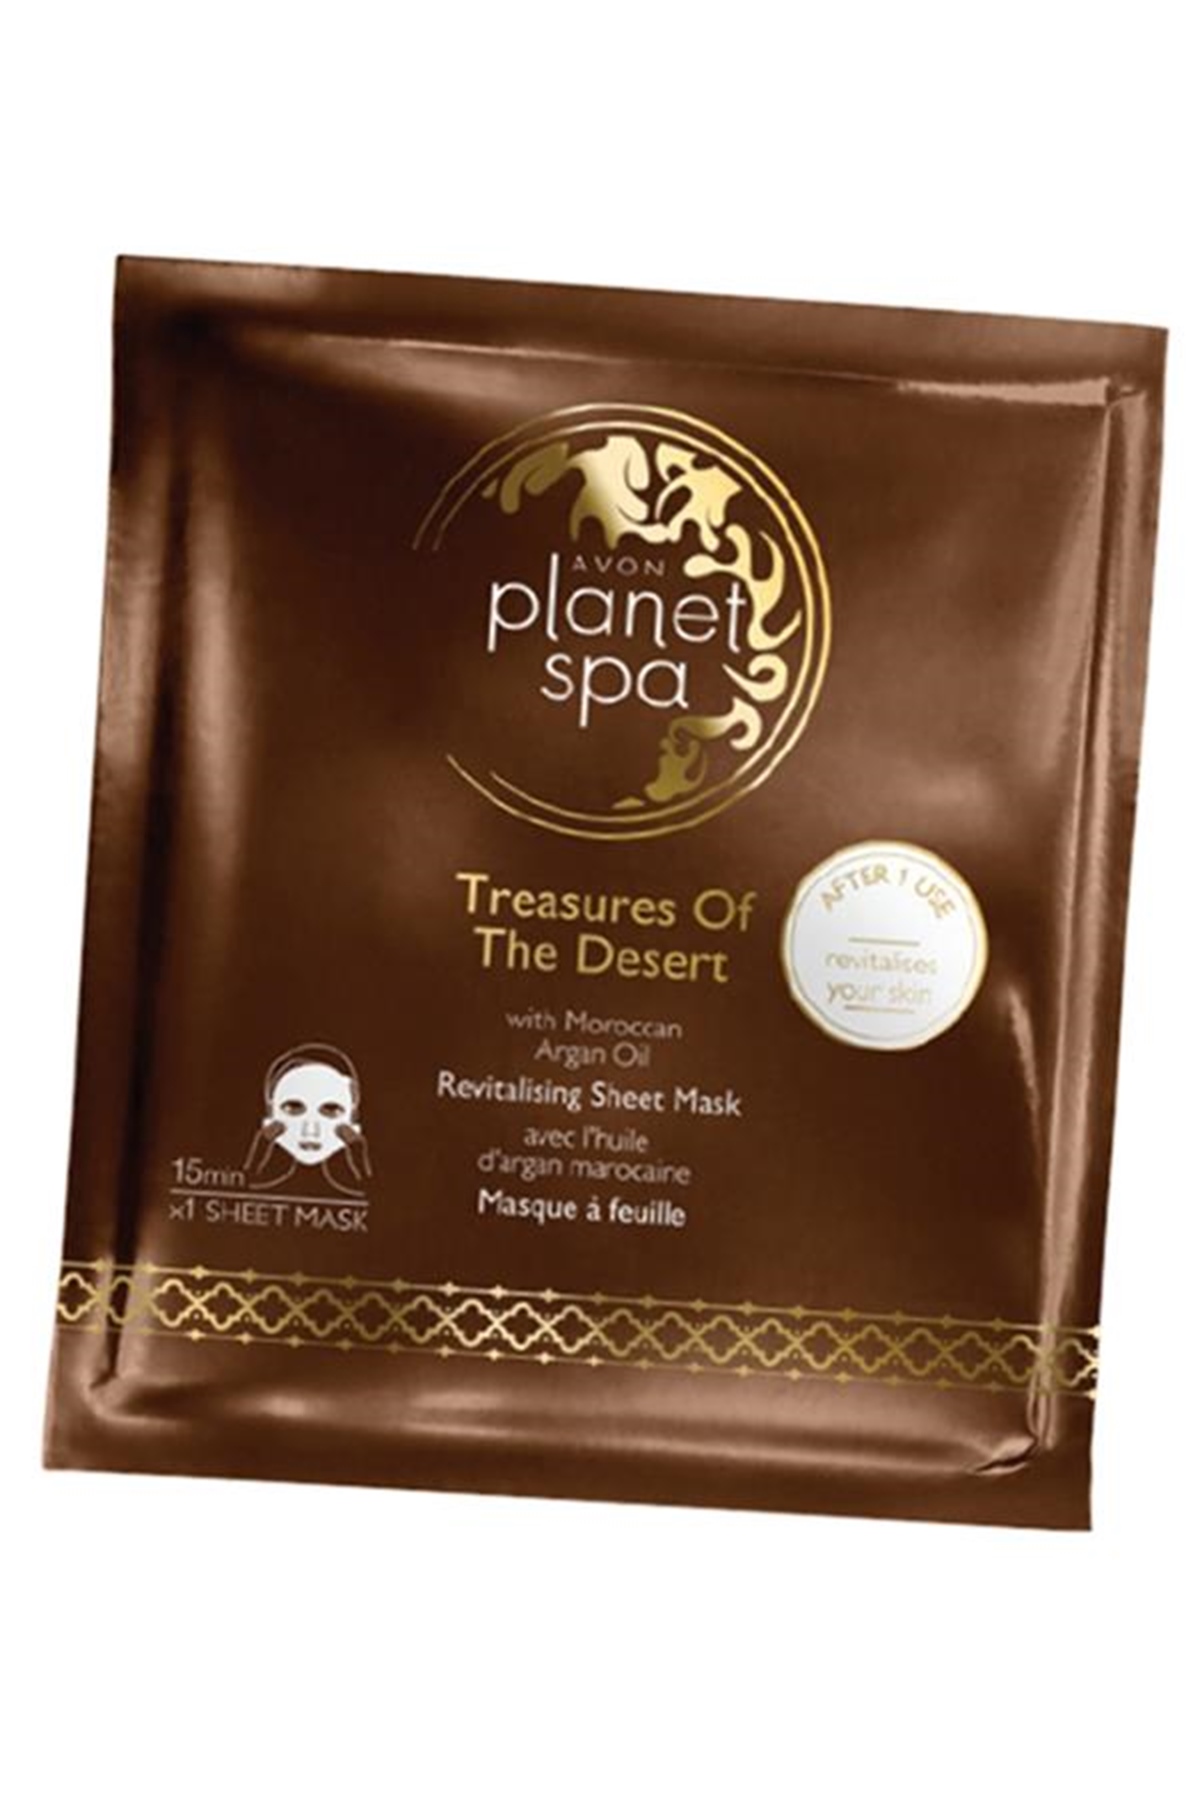 AVON
planet
spa
Treasures Of
The Desert
AFTER 1 USE
revitalises
your skin
with Moroccan
Argan Oil
Revitalising Sheet Mask
avec l'huile
d'argan marocaine
Masque à feuille
15min
x1 SHEET MASK